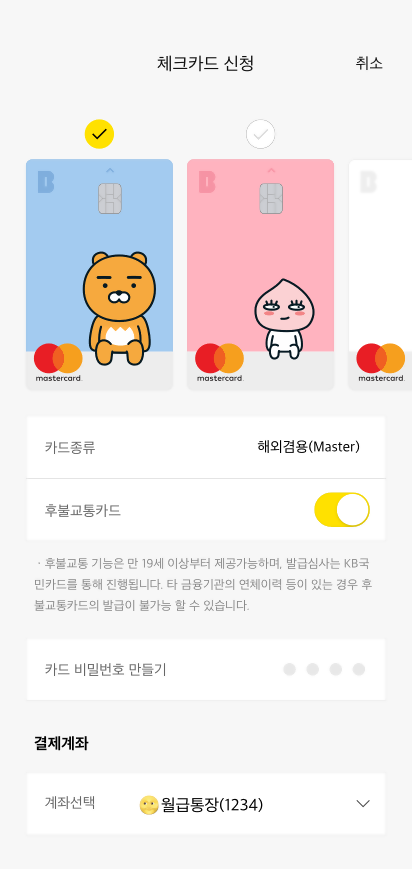 체크카드 신청
취소
B
B
B
mastercard.
mastercard.
mastercard.
카드종류
해외겸용(Master)
후불교통카드
· 후불교통 기능은 만 19세 이상부터 제공가능하며, 발급심사는 KB국
민카드를 통해 진행됩니다. 타 금융기관의 연체이력 등이 있는 경우 후
불교통카드의 발급이 불가능 할 수 있습니다.
카드 비밀번호 만들기
결제계좌
계좌선택
월급통장(1234)